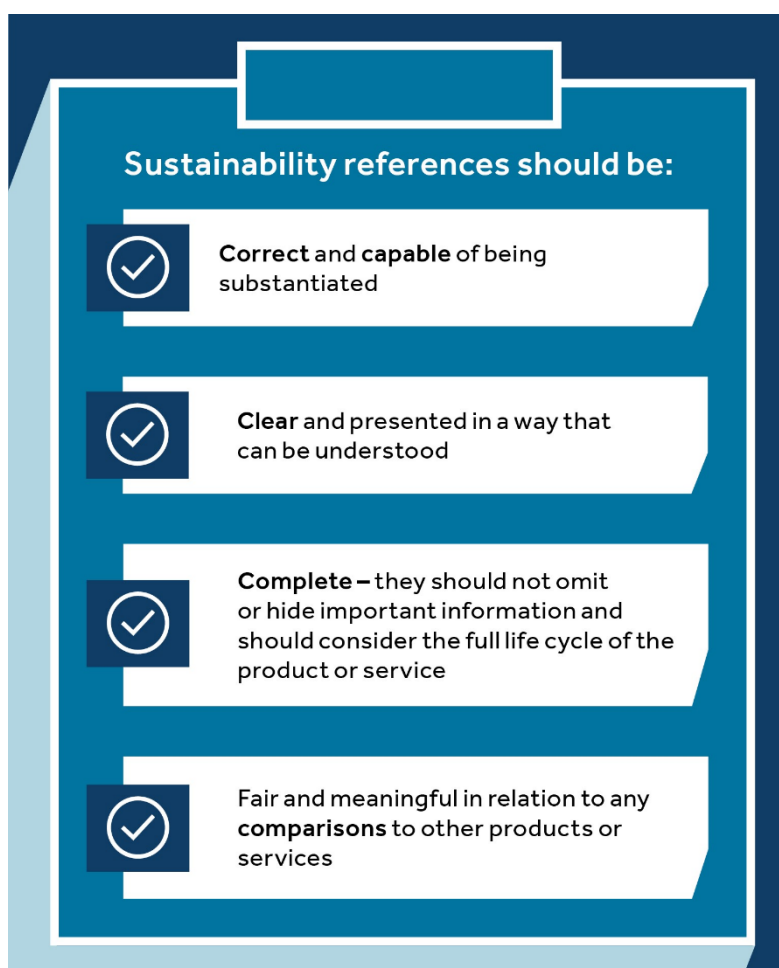 Sustainability references should be:
Correct and capable of being
substantiated
Clear and presented in a way that
can be understood
Complete – they should not omit
or hide important information and
should consider the full life cycle of the
product or service
Fair and meaningful in relation to any
comparisons to other products or
services